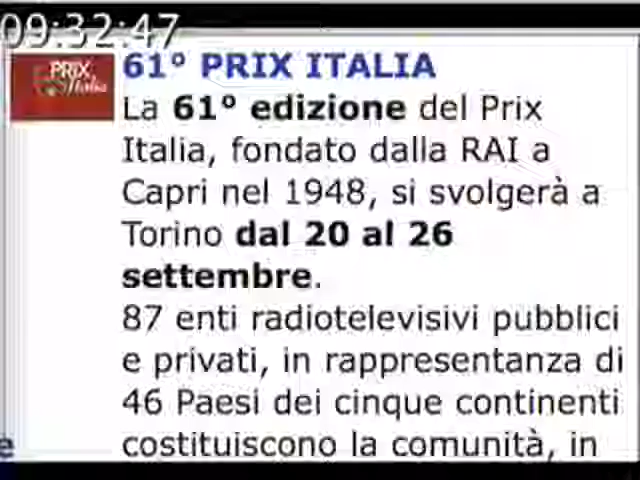 09:32:47
PRIX
Italia
61° PRIX ITALIA
La 61° edizione del Prix
Italia, fondato dalla RAI a
Capri nel 1948, si svolgerà a
Torino dal 20 al 26
settembre.
87 enti radiotelevisivi pubblici
e privati, in rappresentanza di
46 Paesi dei cinque continenti
costituiscono la comunità, in
e